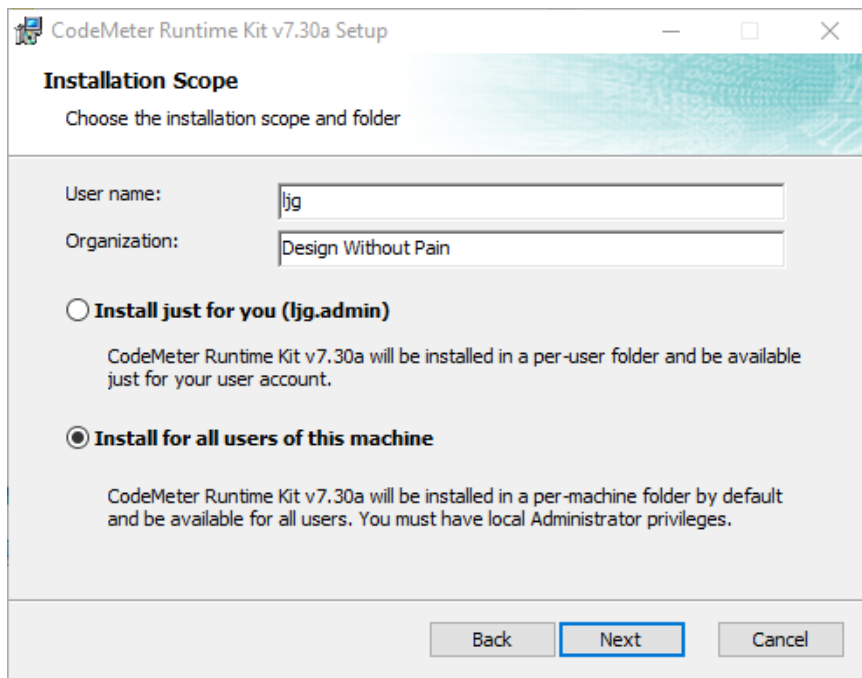 CodeMeter Runtime Kit v7.30a Setup
Installation Scope
Choose the installation scope and folder
User name:
ljg
Organization:
Design Without Pain
Install just for you (ljg.admin)
CodeMeter Runtime Kit v7.30a will be installed in a per-user folder and be available
just for your user account.
Install for all users of this machine
CodeMeter Runtime Kit v7.30a will be installed in a per-machine folder by default
and be available for all users. You must have local Administrator privileges.
Back
Next
Cancel